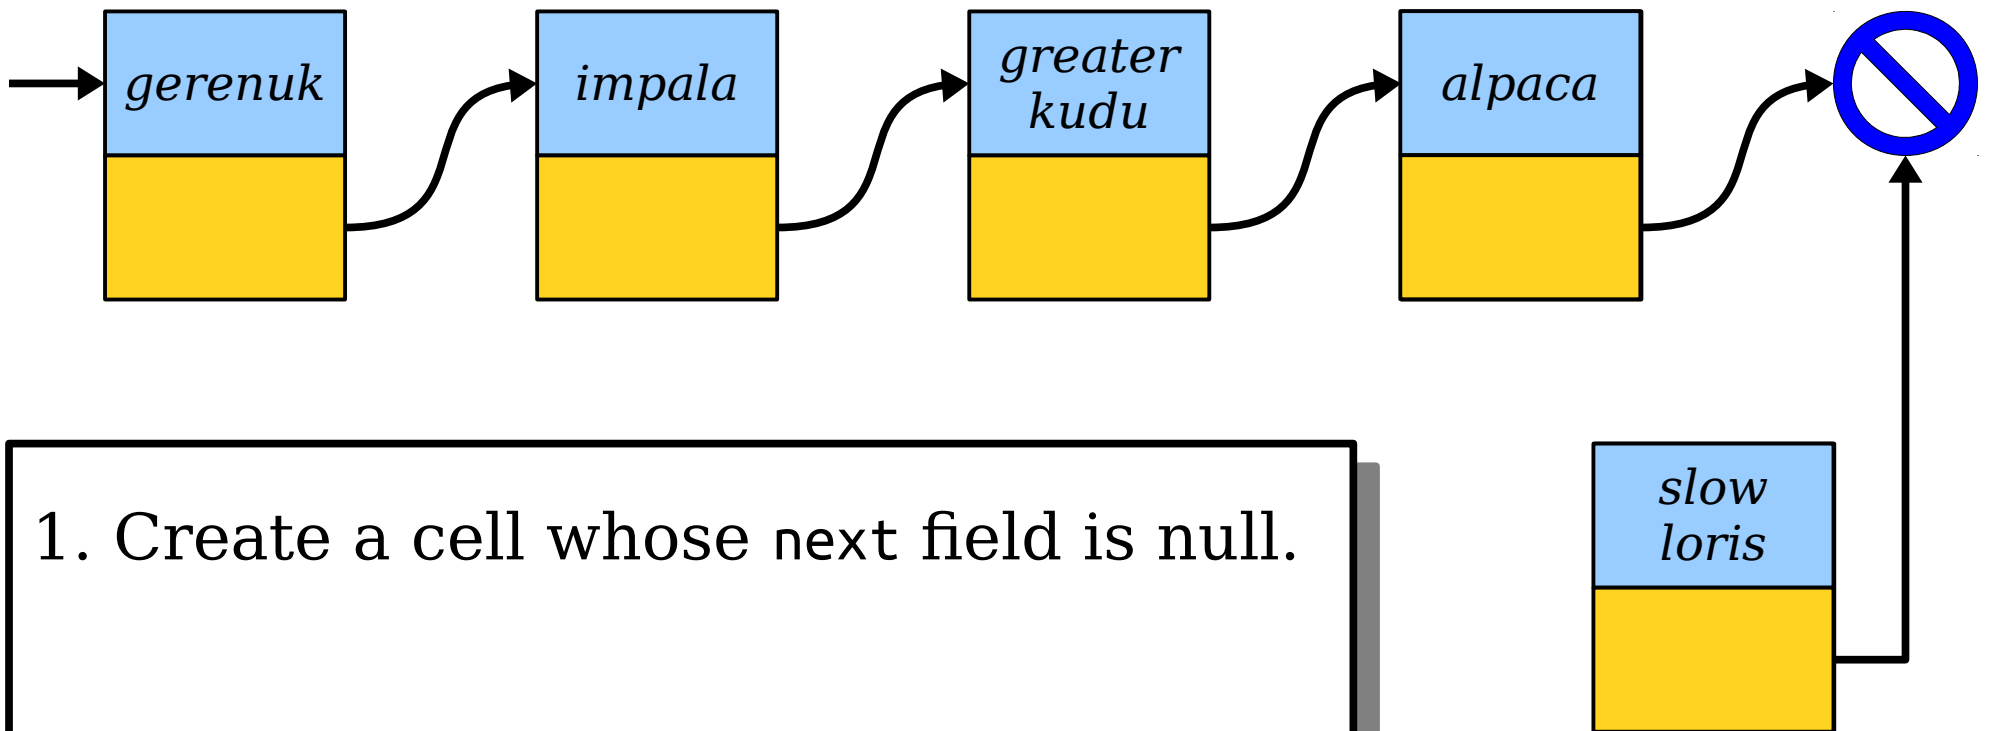 gerenuk
impala
greater
kudu
alpaca
1. Create a cell whose next field is null.
slow
loris